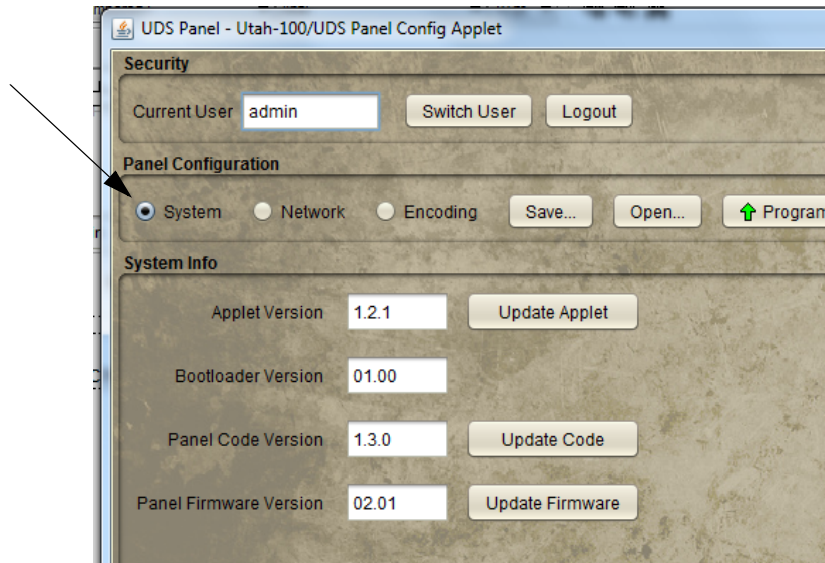 UDS Panel - Utah-100/UDS Panel Config Applet
Security
Current User admin Switch User Logout
Panel Configuration
System Network Encoding Save... Open... Program
System Info
Applet Version 1.2.1 Update Applet
Bootloader Version 01.00
Panel Code Version 1.3.0 Update Code
Panel Firmware Version 02.01 Update Firmware